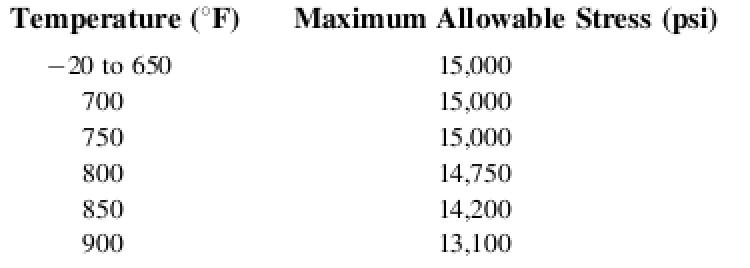 Temperature (°F) Maximum Allowable Stress (psi)
−20 to 650 15,000
700 15,000
750 15,000
800 14,750
850 14,200
900 13,100